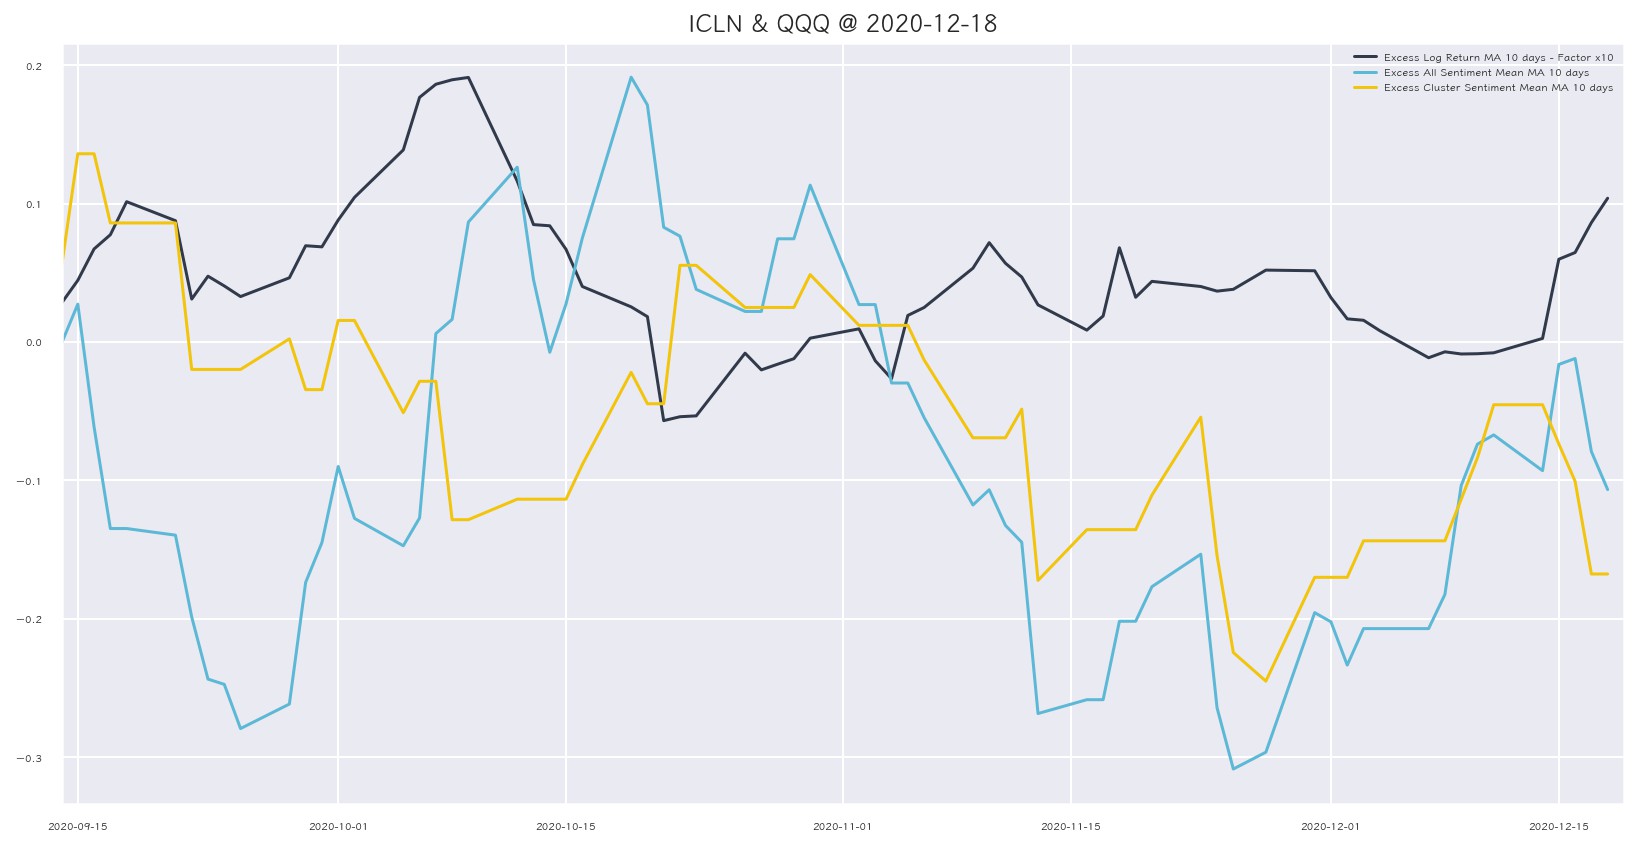 ICLN & QQQ @ 2020-12-18
Excess Log Return MA 10 days - Factor x10
Excess All Sentiment Mean MA 10 days
Excess Cluster Sentiment Mean MA 10 days
0.2
0.1
0.0
−0.1
−0.2
−0.3
2020-09-15 2020-10-01 2020-10-15 2020-11-01 2020-11-15 2020-12-01 2020-12-15